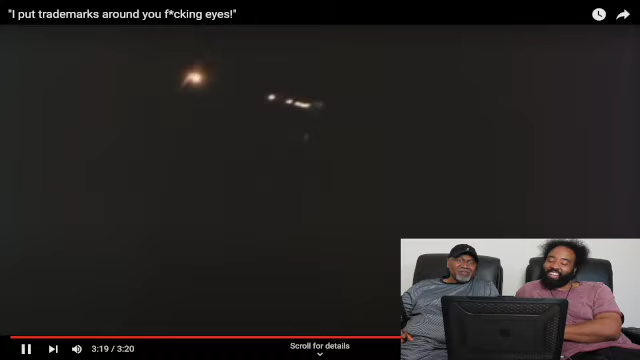 "I put trademarks around you f*cking eyes!"
3:19 / 3:20
Scroll for details